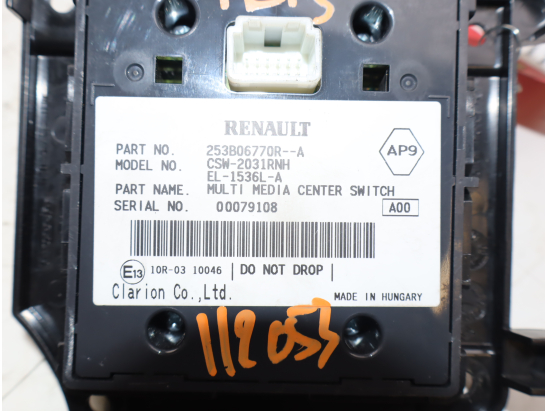 RENAULT
PART NO. 253B06770R--A
MODEL NO. CSW-2031RNH
EL-1536L-A
AP9
PART NAME. MULTI MEDIA CENTER SWITCH
SERIAL NO. 00079108
A00
E13 10R-03 10046 | DO NOT DROP |
Clarion Co.,Ltd. MADE IN HUNGARY
112053